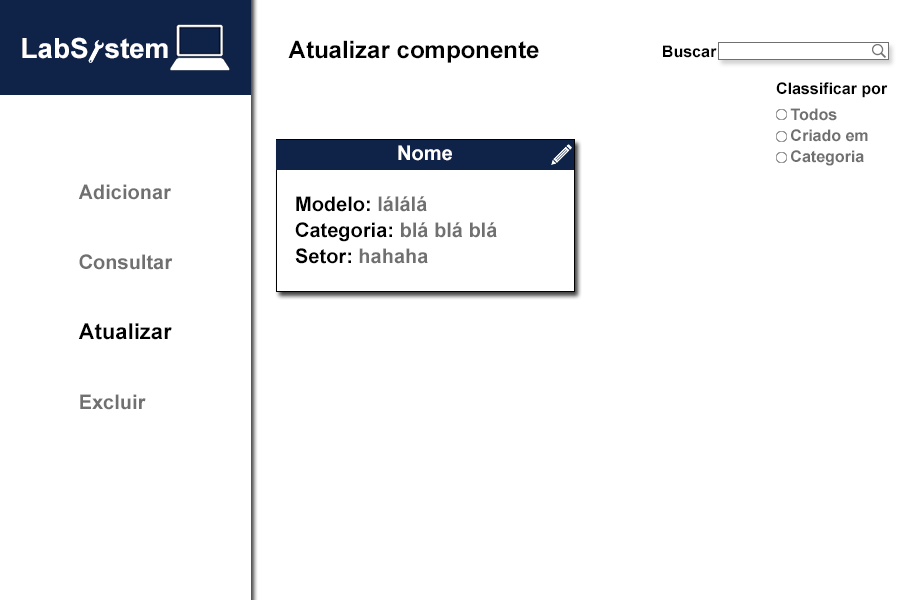 LabSystem
Adicionar
Consultar
Atualizar
Excluir
Atualizar componente
Buscar
Classificar por
Todos
Criado em
Categoria
Nome
Modelo: lálálá
Categoria: blá blá blá
Setor: hahaha